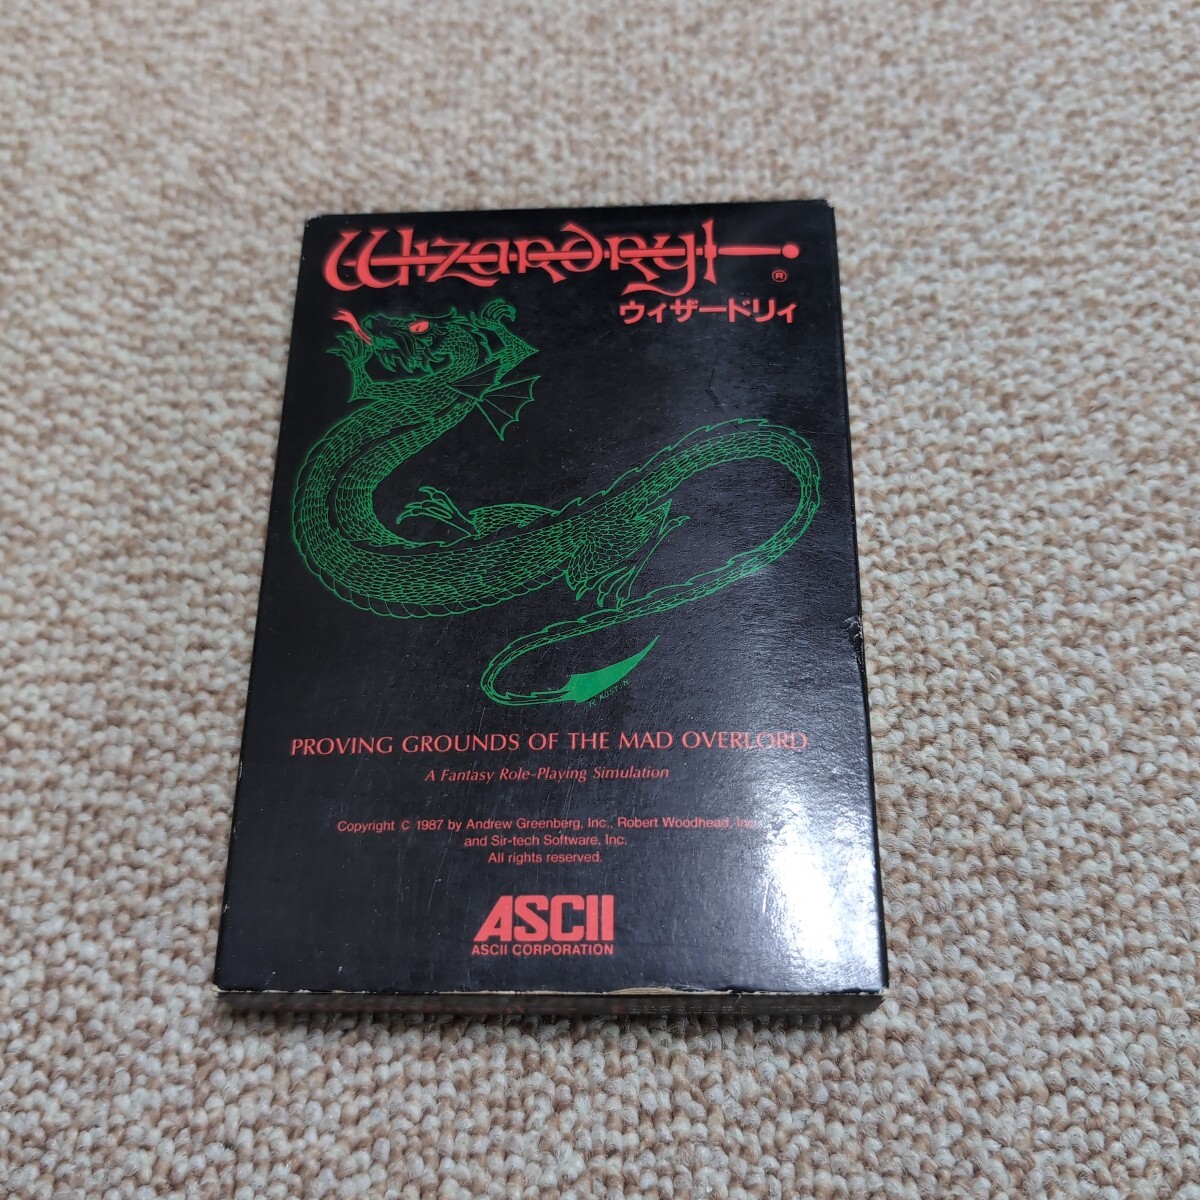 Wizardry
®
ウィザードリィ
R. AUSTIN
PROVING GROUNDS OF THE MAD OVERLORD
A Fantasy Role-Playing Simulation
Copyright © 1987 by Andrew Greenberg, Inc., Robert Woodhead, Inc.
and Sir-tech Software, Inc.
All rights reserved.
ASCII
ASCII CORPORATION